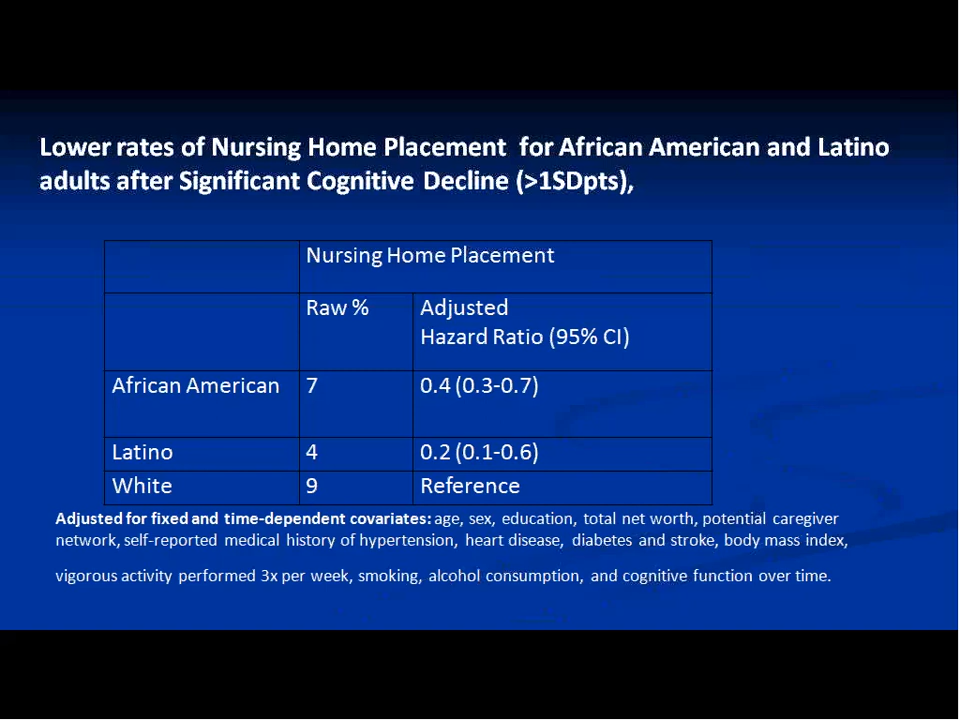 Lower rates of Nursing Home Placement for African American and Latino
adults after Significant Cognitive Decline (>1SDpts),
Nursing Home Placement
Raw %
Adjusted
Hazard Ratio (95% CI)
African American 7 0.4 (0.3-0.7)
Latino 4 0.2 (0.1-0.6)
White 9 Reference
Adjusted for fixed and time-dependent covariates: age, sex, education, total net worth, potential caregiver
network, self-reported medical history of hypertension, heart disease, diabetes and stroke, body mass index,
vigorous activity performed 3x per week, smoking, alcohol consumption, and cognitive function over time.